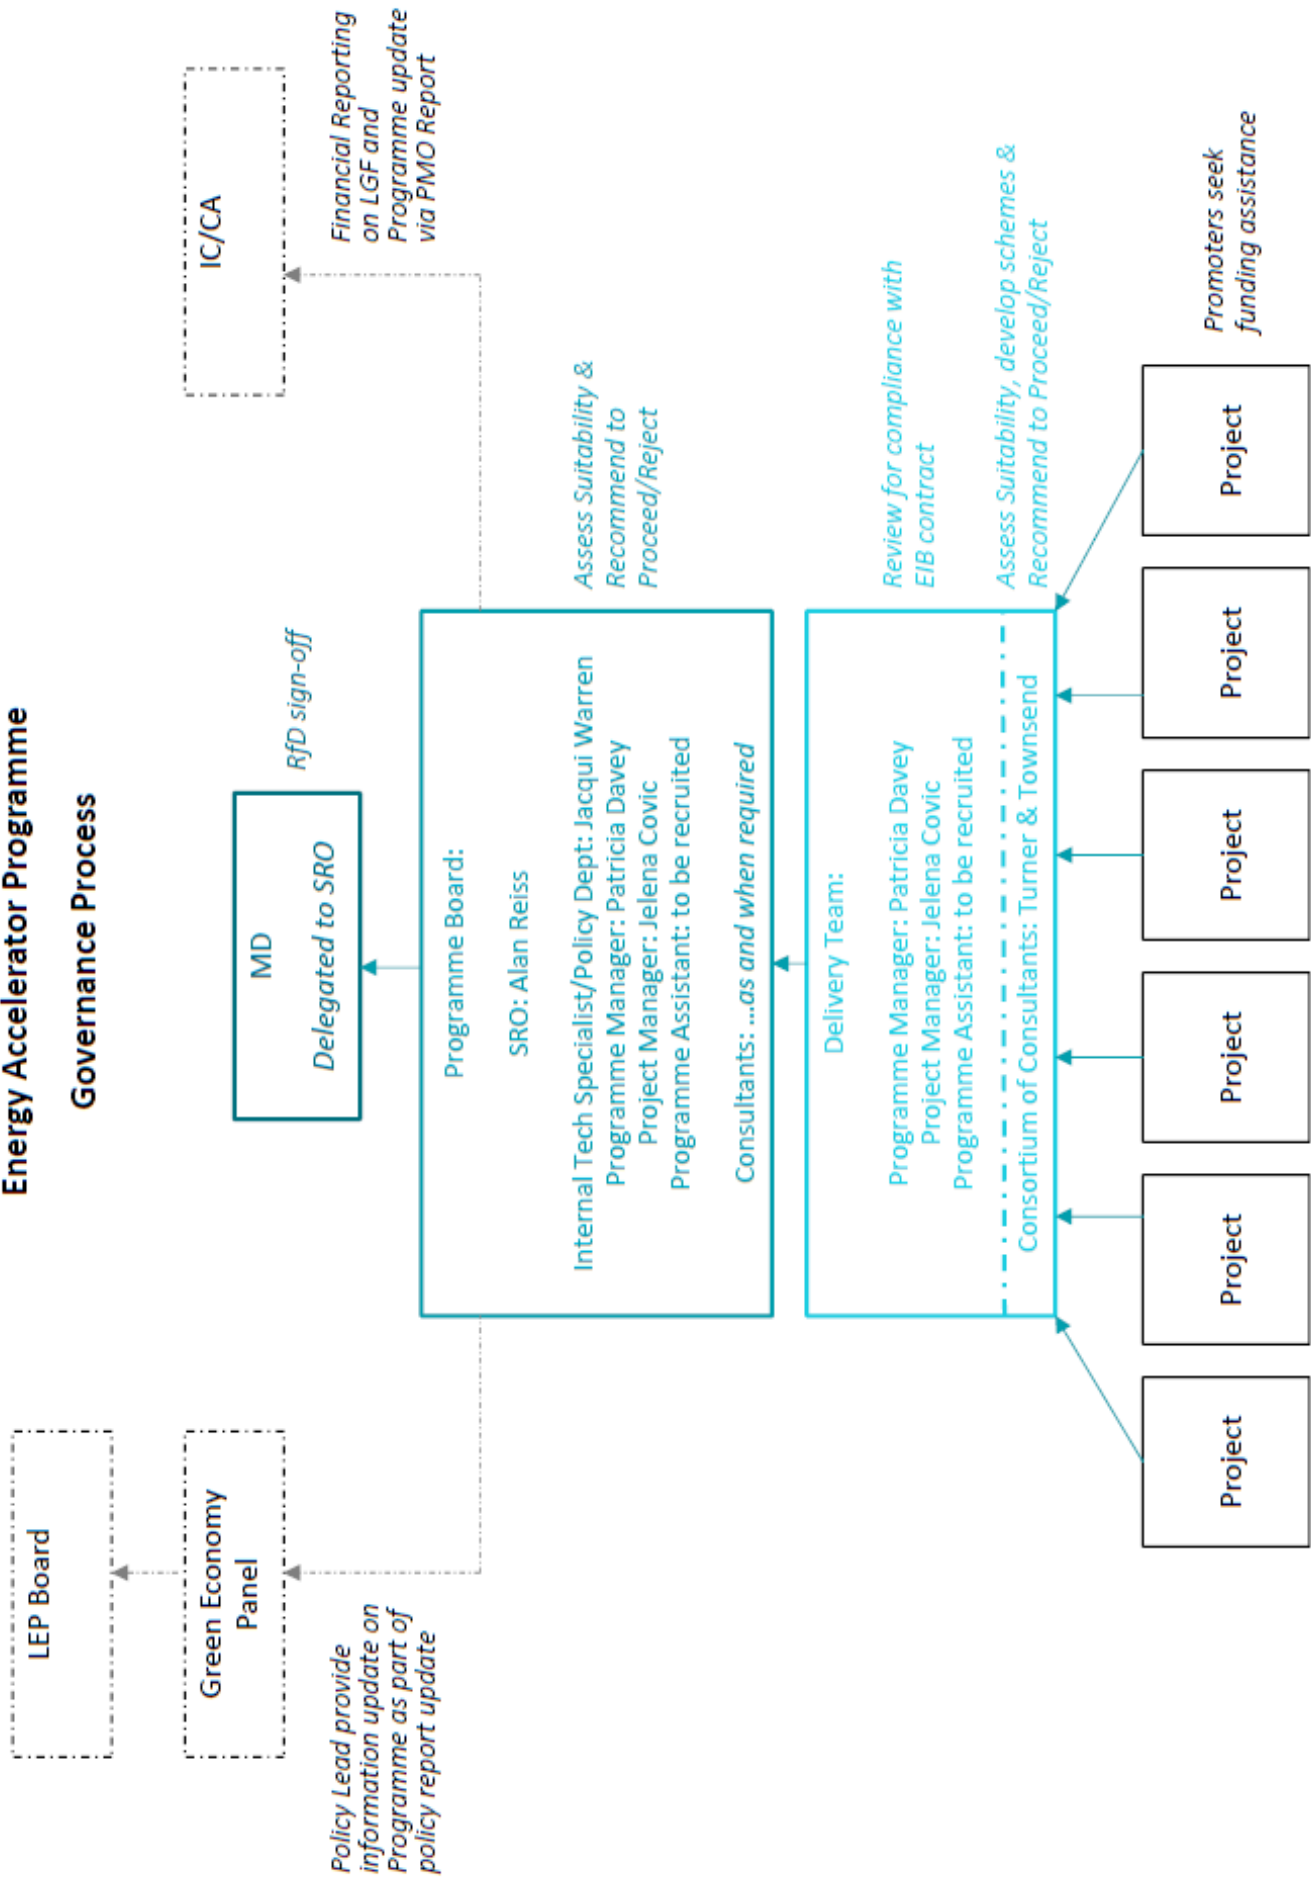 Energy Accelerator Programme
Governance Process
LEP Board
Green Economy
Panel
Policy Lead provide
information update on
Programme as part of
policy report update
MD
Delegated to SRO
RfD sign-off
IC/CA
Financial Reporting
on LGF and
Programme update
via PMO Report
Programme Board:
SRO: Alan Reiss
Internal Tech Specialist/Policy Dept: Jacqui Warren
Programme Manager: Patricia Davey
Project Manager: Jelena Covic
Programme Assistant: to be recruited
Consultants: ...as and when required
Assess Suitability &
Recommend to
Proceed/Reject
Delivery Team:
Programme Manager: Patricia Davey
Project Manager: Jelena Covic
Programme Assistant: to be recruited
Consortium of Consultants: Turner & Townsend
Review for compliance with
EIB contract
Assess Suitability, develop schemes &
Recommend to Proceed/Reject
Project
Project
Project
Project
Project
Project
Promoters seek
funding assistance